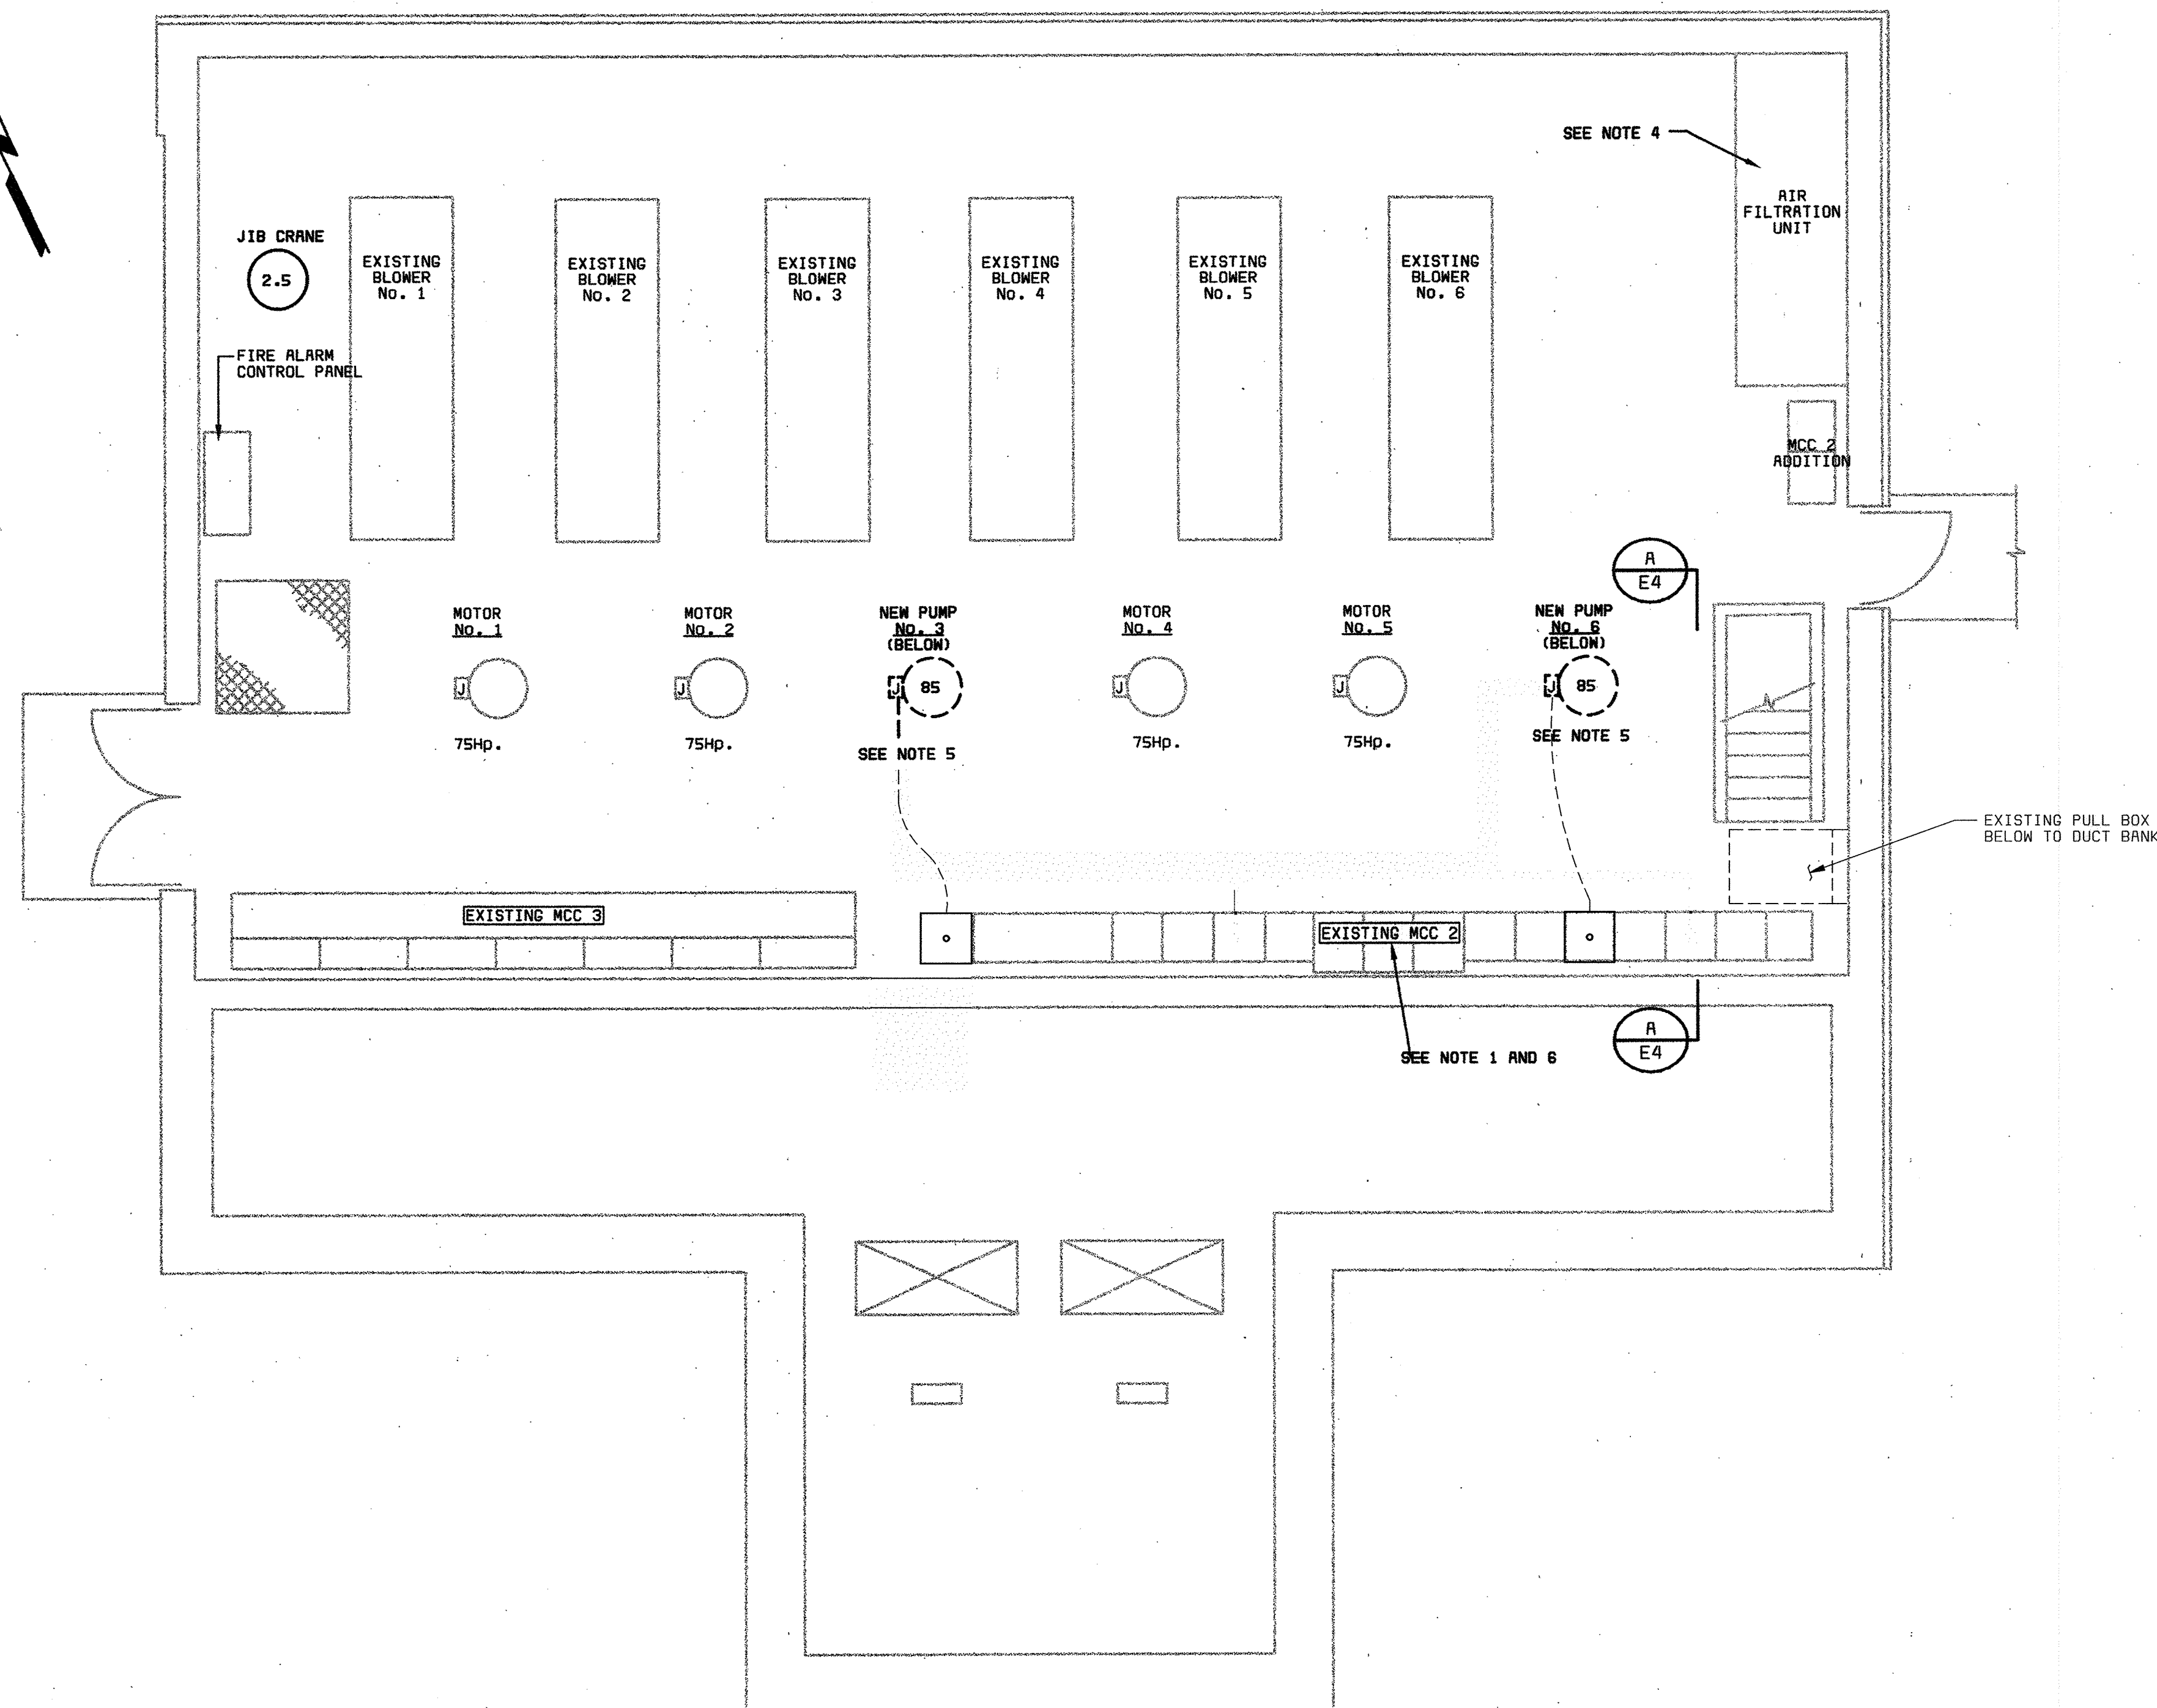 SEE NOTE 4
AIR
FILTRATION
UNIT
JIB CRANE
2.5
EXISTING
BLOWER
No. 1
EXISTING
BLOWER
No. 2
EXISTING
BLOWER
No. 3
EXISTING
BLOWER
No. 4
EXISTING
BLOWER
No. 5
EXISTING
BLOWER
No. 6
FIRE ALARM
CONTROL PANEL
MCC 2
ADDITION
A
E4
MOTOR
No. 1
J
75Hp.
MOTOR
No. 2
J
75Hp.
NEW PUMP
No. 3
(BELOW)
J
85
SEE NOTE 5
MOTOR
No. 4
J
75Hp.
MOTOR
No. 5
J
75Hp.
NEW PUMP
No. 6
(BELOW)
J
85
SEE NOTE 5
EXISTING PULL BOX
BELOW TO DUCT BANK
EXISTING MCC 3
EXISTING MCC 2
SEE NOTE 1 AND 6
A
E4